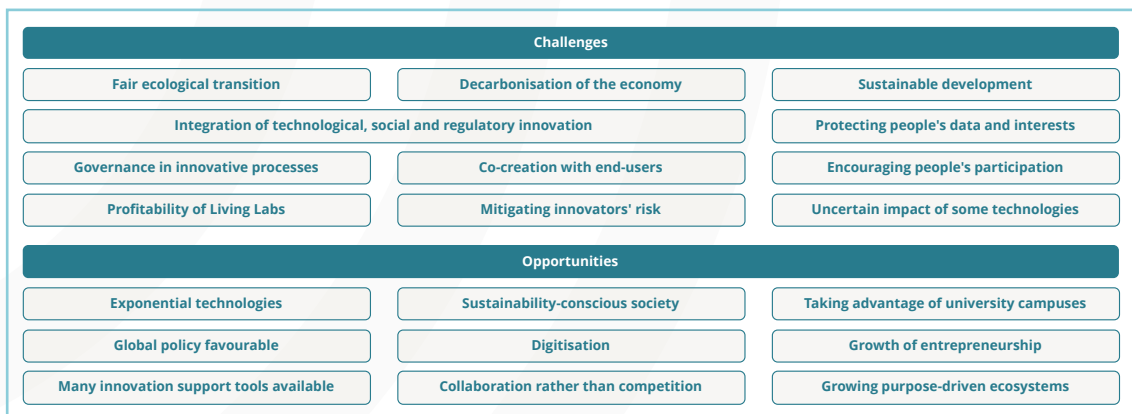 Challenges
Fair ecological transition
Decarbonisation of the economy
Sustainable development
Integration of technological, social and regulatory innovation
Protecting people's data and interests
Governance in innovative processes
Co-creation with end-users
Encouraging people's participation
Profitability of Living Labs
Mitigating innovators' risk
Uncertain impact of some technologies
Opportunities
Exponential technologies
Sustainability-conscious society
Taking advantage of university campuses
Global policy favourable
Digitisation
Growth of entrepreneurship
Many innovation support tools available
Collaboration rather than competition
Growing purpose-driven ecosystems